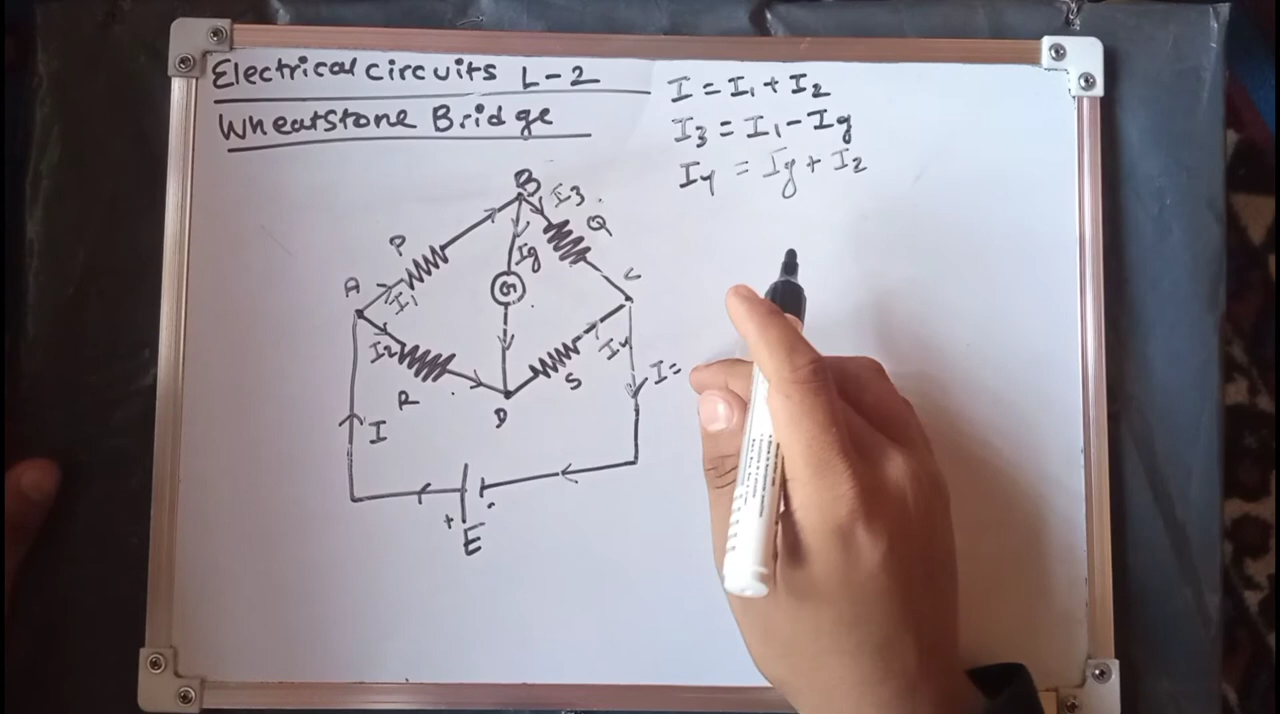 Electrical circuits L-2
Wheatstone Bridge
I = I₁ + I₂
I₃ = I₁ - Ig
I₄ = Ig + I₂
B
I₃
Q
P
Ig
A
I₁
G
C
I₂
I₄
I =
S
R
D
I
+
-
E